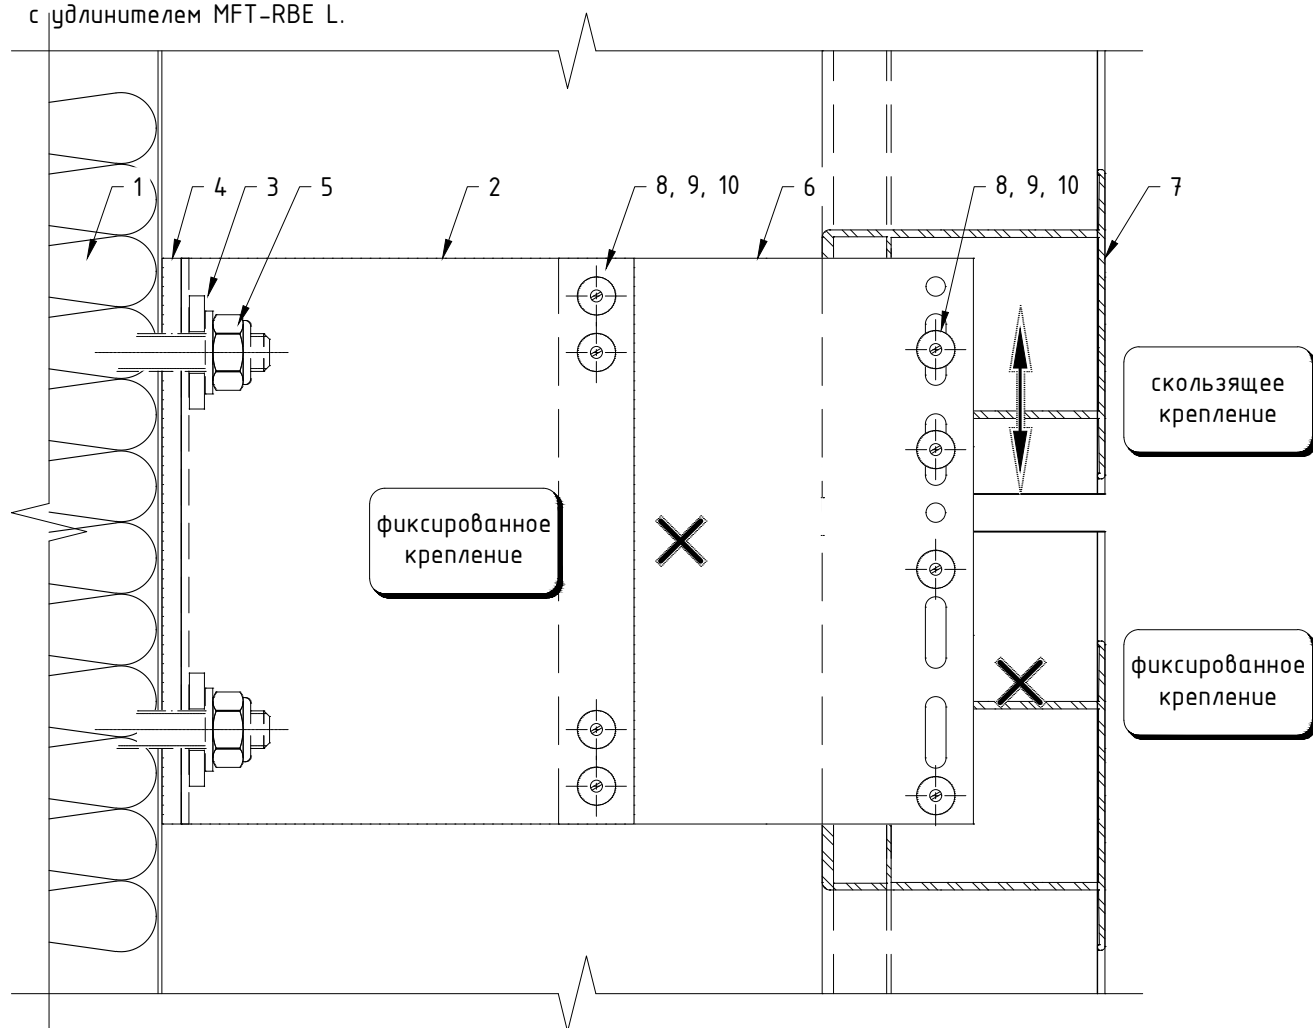 с удлинителем MFT-RBE L.
1
4
3
5
2
8, 9, 10
6
8, 9, 10
7
скользящее
крепление
фиксированное
крепление
фиксированное
крепление